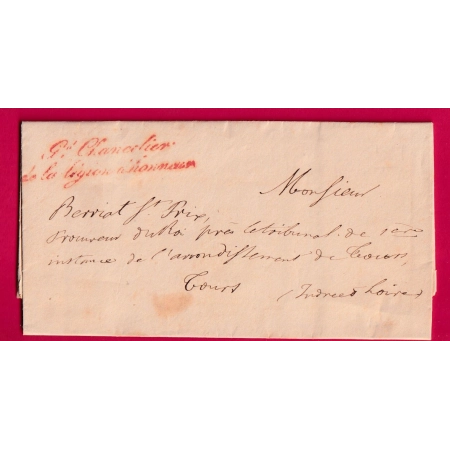 Gd Chancelier
de la légion d'honneur
Monsieur
Berriat St Prix,
Procureur du Roi près le tribunal de 1ere
instance de l'arrondissement de Tours,
Tours
(Indre et Loire)